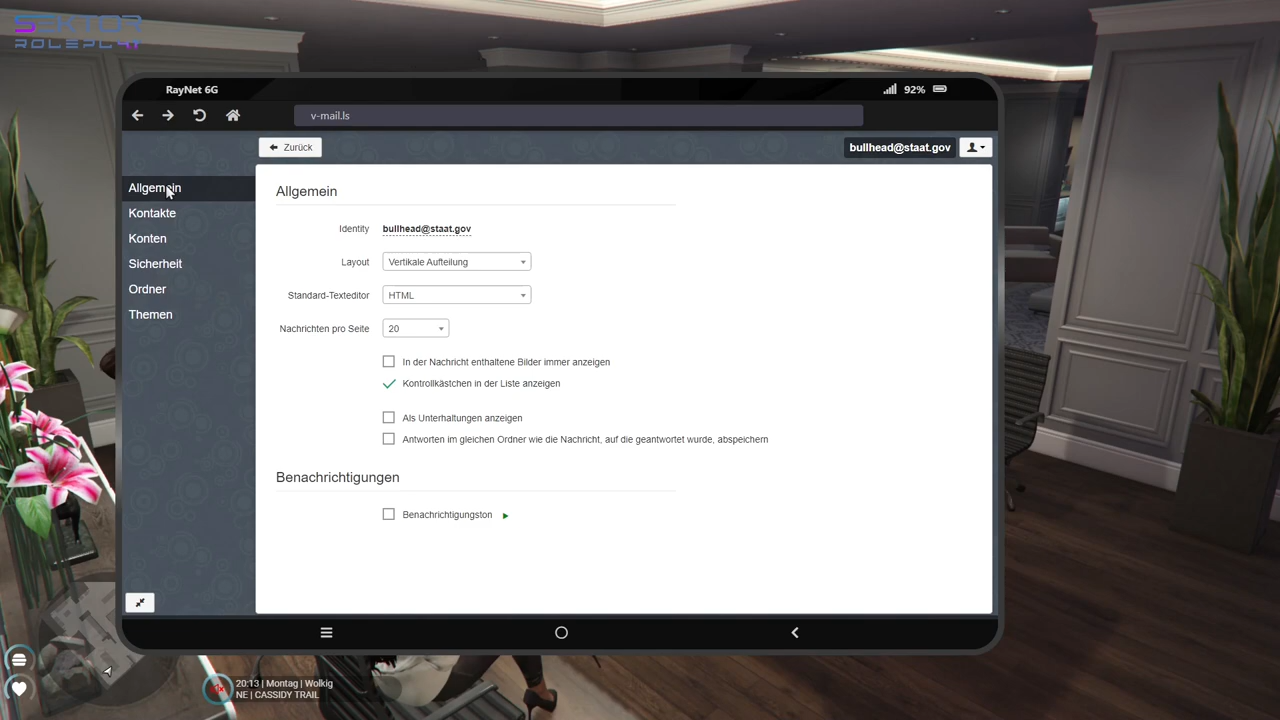 SEKTOR
ROLEPLAY
RayNet 6G
92%
v-mail.ls
Zurück
bullhead@staat.gov
Allgemein
Kontakte
Konten
Sicherheit
Ordner
Themen
Allgemein
Identity bullhead@staat.gov
Layout Vertikale Aufteilung
Standard-Texteditor HTML
Nachrichten pro Seite 20
In der Nachricht enthaltene Bilder immer anzeigen
Kontrollkästchen in der Liste anzeigen
Als Unterhaltungen anzeigen
Antworten im gleichen Ordner wie die Nachricht, auf die geantwortet wurde, abspeichern
Benachrichtigungen
Benachrichtigungston
20:13 | Montag | Wolkig
NE | CASSIDY TRAIL